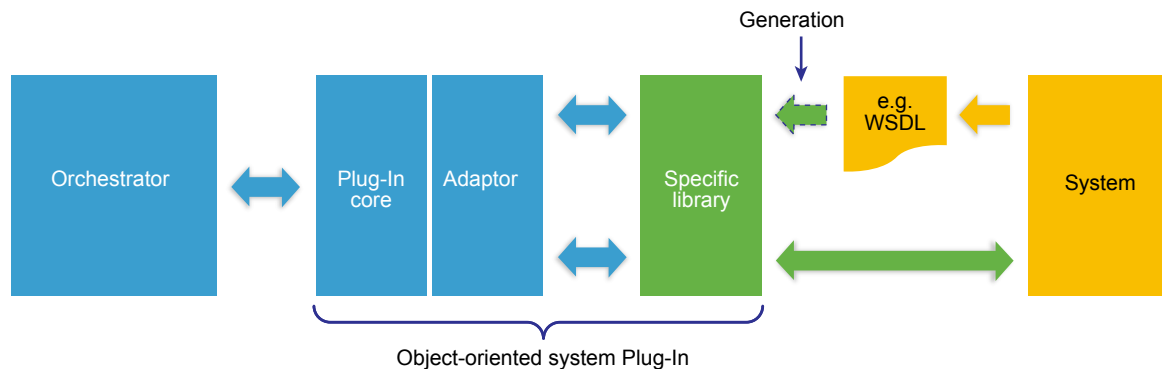 Generation
e.g.
WSDL
Orchestrator
Plug-In
core
Adaptor
Specific
library
System
Object-oriented system Plug-In